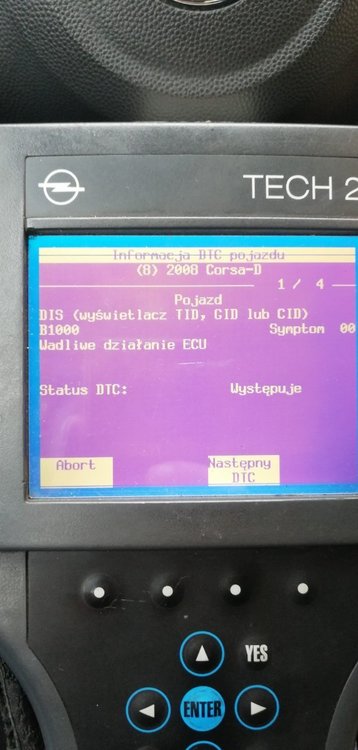 TECH 2
Informacja DTC pojazdu
(8) 2008 Corsa-D
1 / 4
Pojazd
DIS (wyświetlacz TID, GID lub CID)
B1000 Symptom 00
Wadliwe działanie ECU
Status DTC: Występuje
Abort Następny
DTC
YES
ENTER